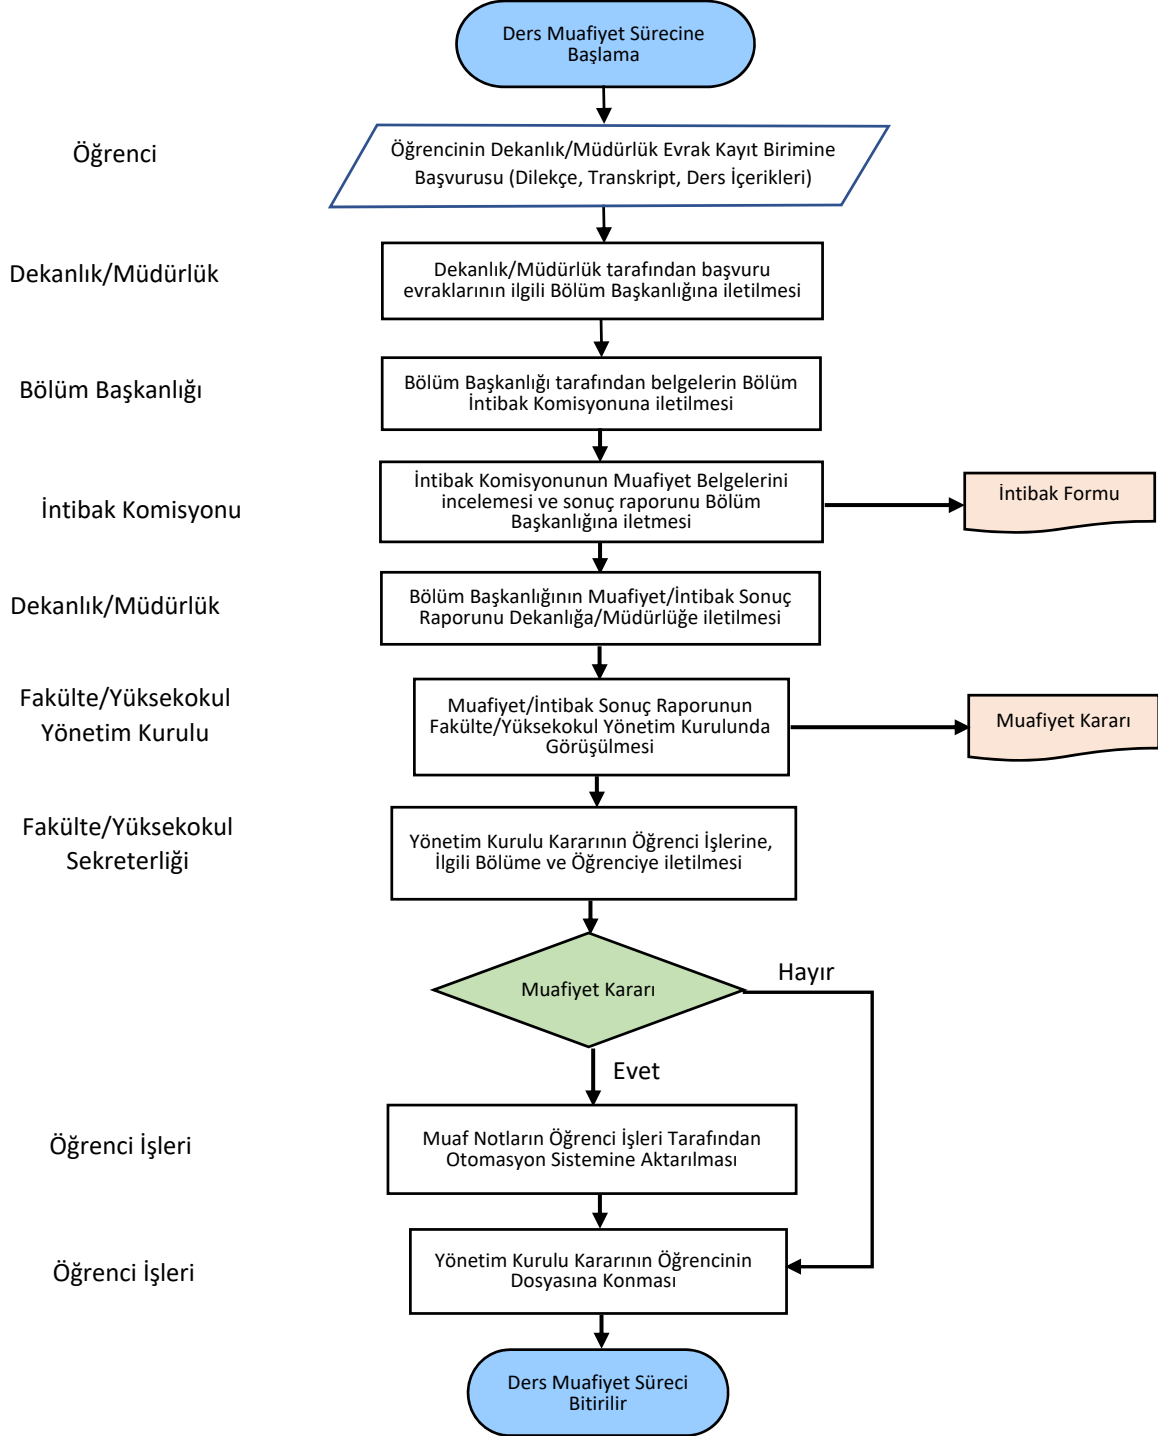 Ders Muafiyet Sürecine
Başlama
Öğrenci
Öğrencinin Dekanlık/Müdürlük Evrak Kayıt Birimine
Başvurusu (Dilekçe, Transkript, Ders İçerikleri)
Dekanlık/Müdürlük
Dekanlık/Müdürlük tarafından başvuru
evraklarının ilgili Bölüm Başkanlığına iletilmesi
Bölüm Başkanlığı
Bölüm Başkanlığı tarafından belgelerin Bölüm
İntibak Komisyonuna iletilmesi
İntibak Komisyonu
İntibak Komisyonunun Muafiyet Belgelerini
incelemesi ve sonuç raporunu Bölüm
Başkanlığına iletmesi
İntibak Formu
Dekanlık/Müdürlük
Bölüm Başkanlığının Muafiyet/İntibak Sonuç
Raporunu Dekanlığa/Müdürlüğe iletilmesi
Fakülte/Yüksekokul
Yönetim Kurulu
Muafiyet/İntibak Sonuç Raporunun
Fakülte/Yüksekokul Yönetim Kurulunda
Görüşülmesi
Muafiyet Kararı
Fakülte/Yüksekokul
Sekreterliği
Yönetim Kurulu Kararının Öğrenci İşlerine,
İlgili Bölüme ve Öğrenciye iletilmesi
Muafiyet Kararı
Hayır
Evet
Öğrenci İşleri
Muaf Notların Öğrenci İşleri Tarafından
Otomasyon Sistemine Aktarılması
Öğrenci İşleri
Yönetim Kurulu Kararının Öğrencinin
Dosyasına Konması
Ders Muafiyet Süreci
Bitirilir